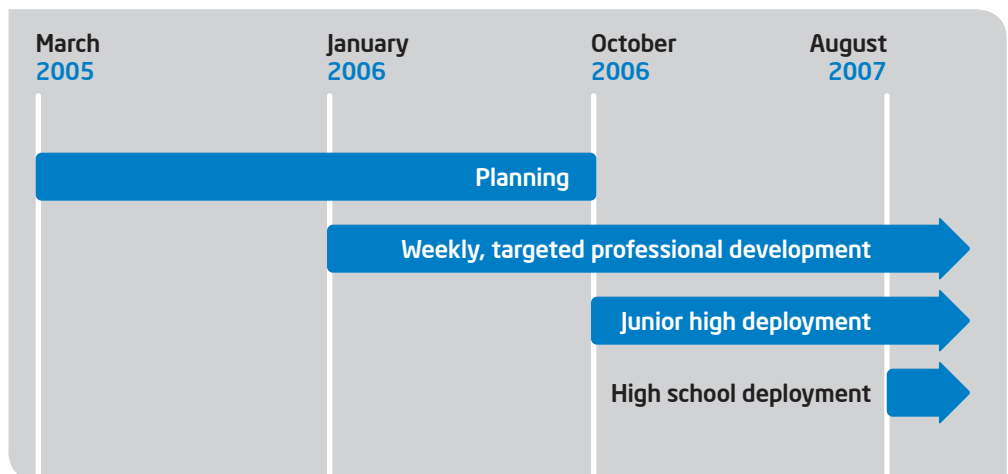 March
2005
January
2006
October
2006
August
2007
Planning
Weekly, targeted professional development
Junior high deployment
High school deployment